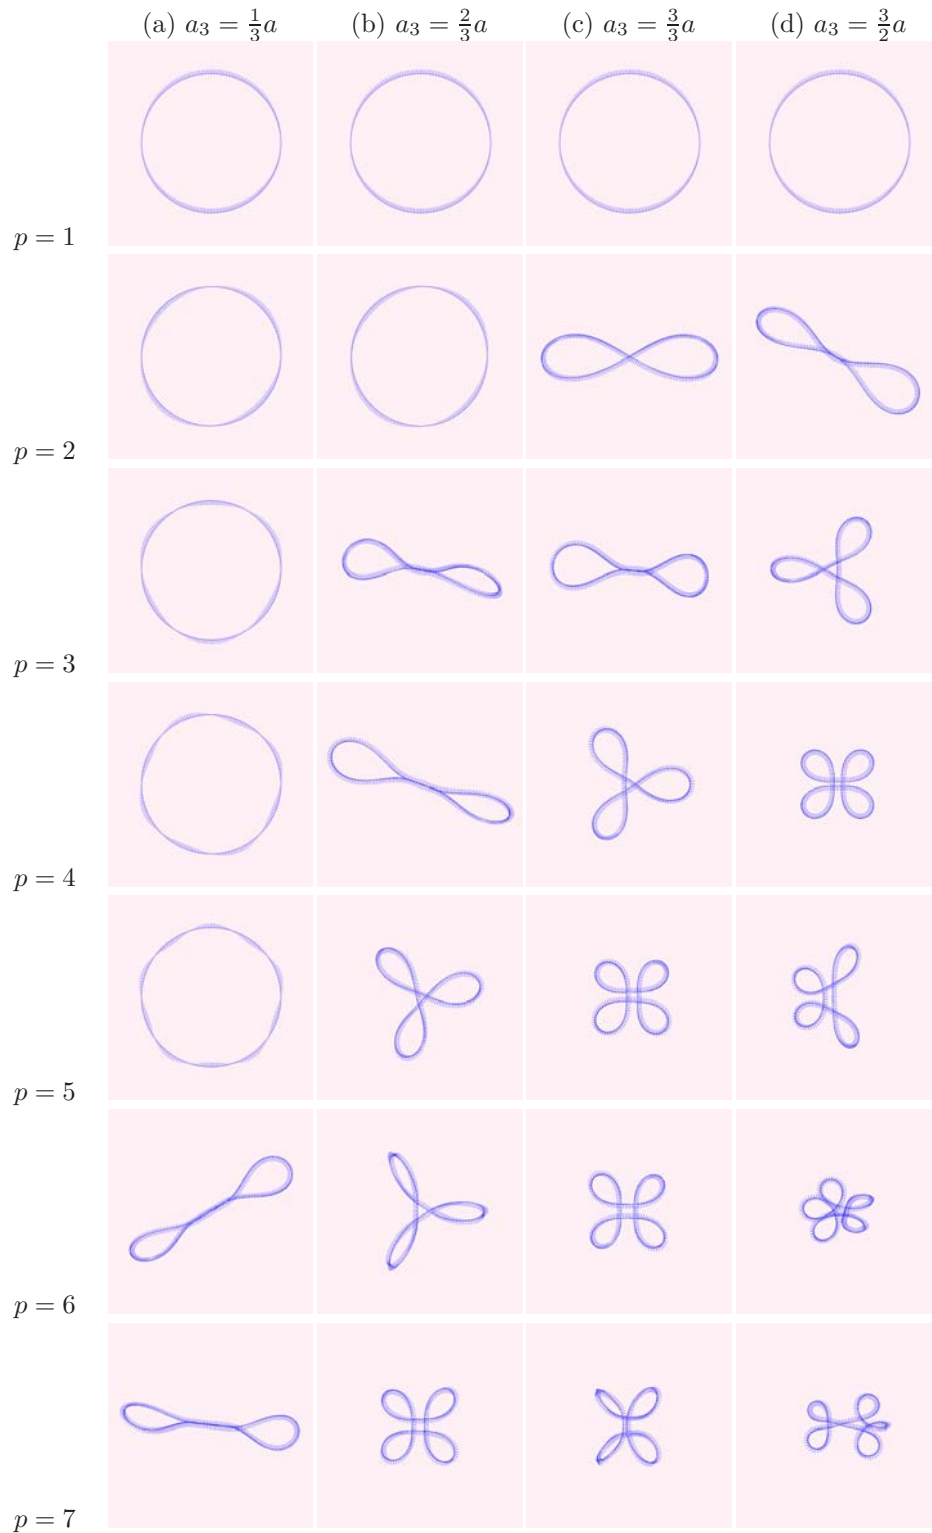 (a) $a_3 = \frac{1}{3}a$ (b) $a_3 = \frac{2}{3}a$ (c) $a_3 = \frac{3}{3}a$ (d) $a_3 = \frac{3}{2}a$
$p = 1$
$p = 2$
$p = 3$
$p = 4$
$p = 5$
$p = 6$
$p = 7$